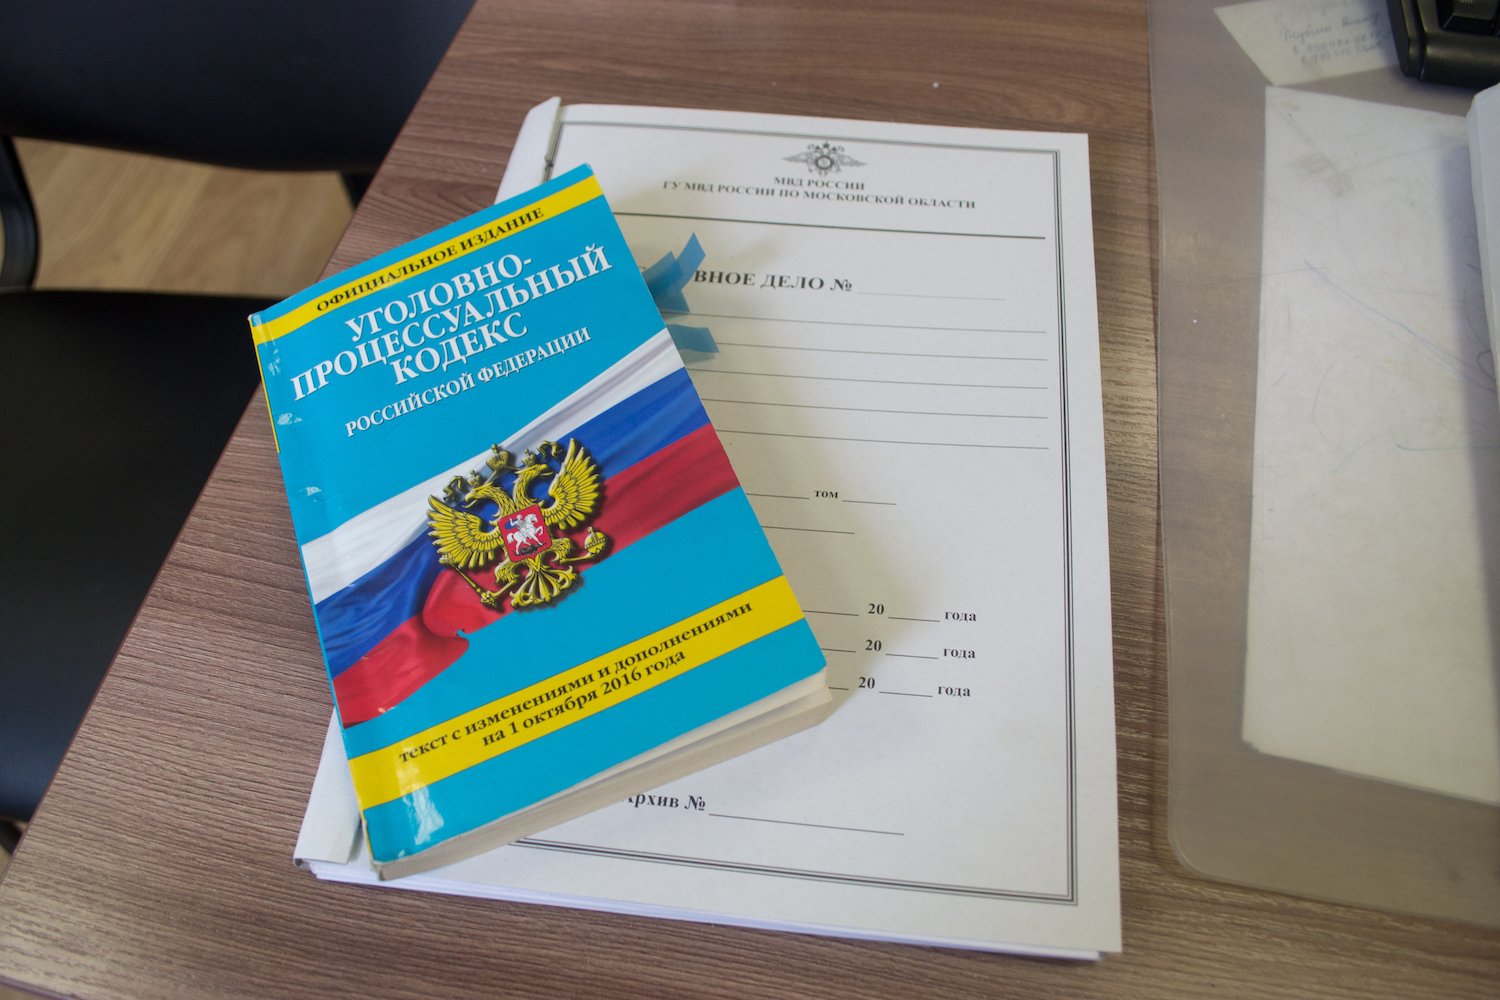 ОФИЦИАЛЬНОЕ ИЗДАНИЕ
УГОЛОВНО-
ПРОЦЕССУАЛЬНЫЙ
КОДЕКС
РОССИЙСКОЙ ФЕДЕРАЦИИ
текст с изменениями и дополнениями
на 1 октября 2016 года
МВД РОССИИ
ГУ МВД РОССИИ ПО МОСКОВСКОЙ ОБЛАСТИ
ВНОЕ ДЕЛО №
том
20 года
20 года
20 года
Архив №